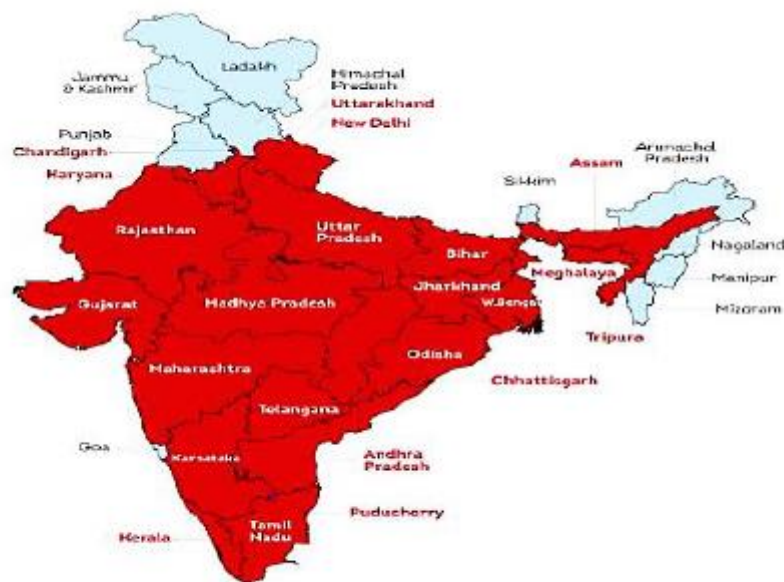 Ladakh
Jammu
& Kashmir
Himachal
Pradesh
Uttarakhand
New Delhi
Punjab
Chandigarh
Haryana
Rajasthan
Uttar
Pradesh
Sikkim
Assam
Arunachal
Pradesh
Bihar
Nagaland
Meghalaya
Manipur
Mizoram
Tripura
Gujarat
Madhya Pradesh
Jharkhand
W.Bengal
Maharashtra
Odisha
Chhattisgarh
Telangana
Goa
Karnataka
Andhra
Pradesh
Puducherry
Kerala
Tamil
Nadu